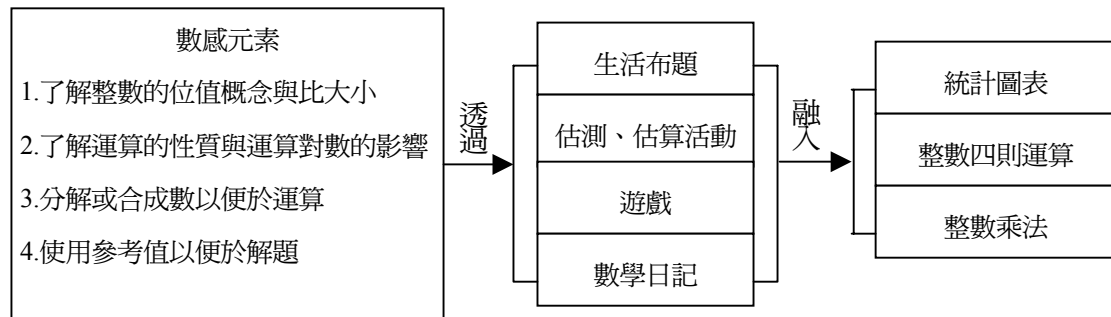 數感元素
1.了解整數的位值概念與比大小
2.了解運算的性質與運算對數的影響
3.分解或合成數以便於運算
4.使用參考值以便於解題
透過
生活布題
估測、估算活動
遊戲
數學日記
融入
統計圖表
整數四則運算
整數乘法